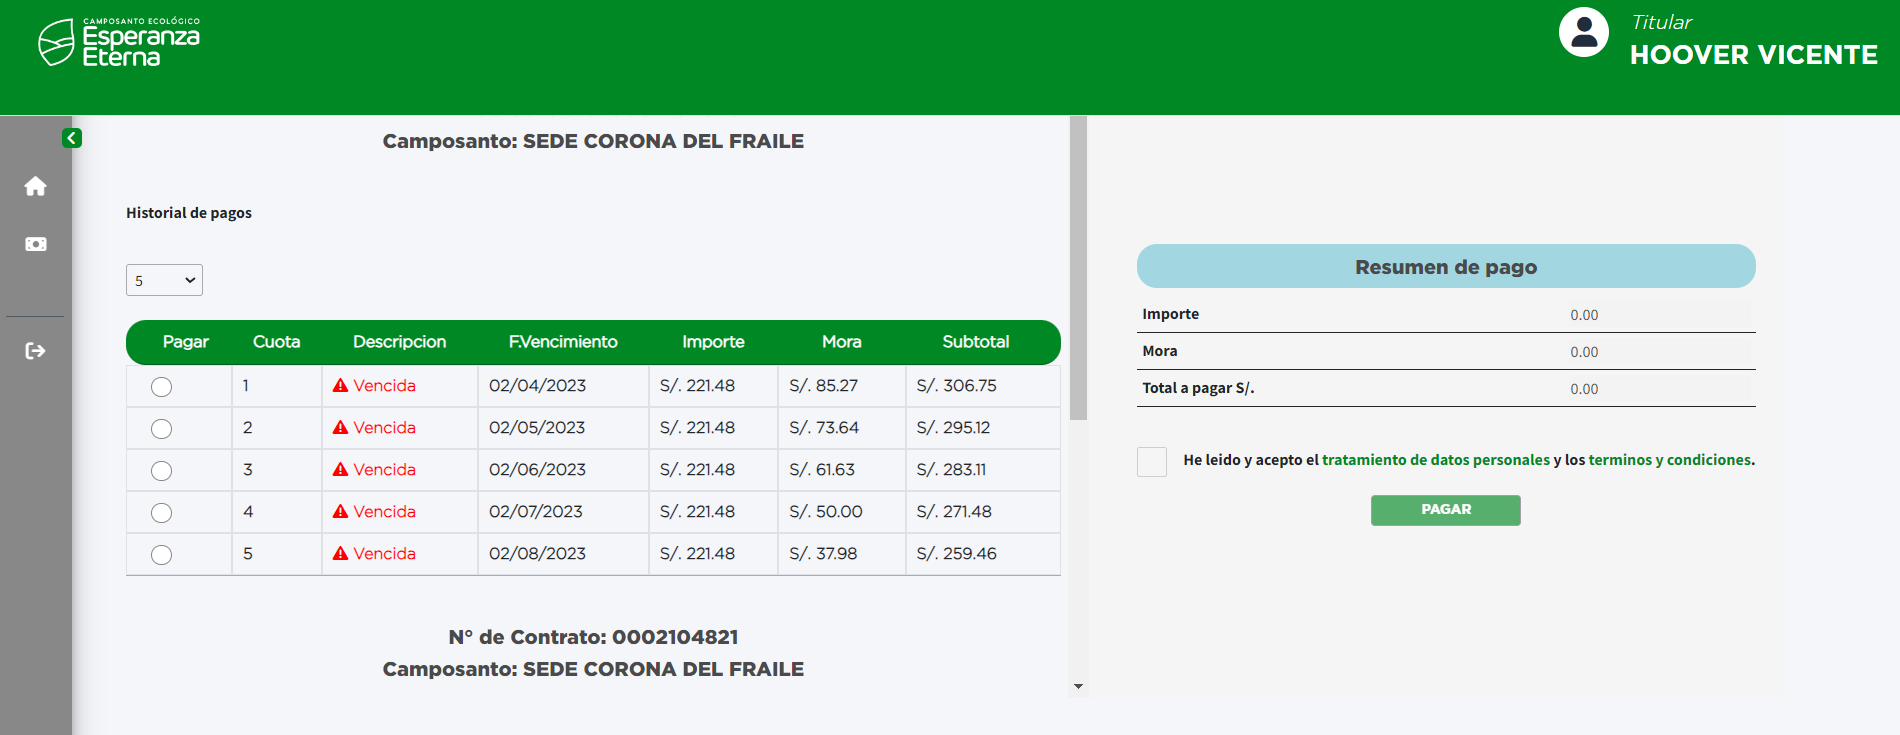 CAMPOSANTO ECOLÓGICO
Esperanza
Eterna
Titular
HOOVER VICENTE
Camposanto: SEDE CORONA DEL FRAILE
Historial de pagos
5
Pagar Cuota Descripcion F.Vencimiento Importe Mora Subtotal
1 Vencida 02/04/2023 S/. 221.48 S/. 85.27 S/. 306.75
2 Vencida 02/05/2023 S/. 221.48 S/. 73.64 S/. 295.12
3 Vencida 02/06/2023 S/. 221.48 S/. 61.63 S/. 283.11
4 Vencida 02/07/2023 S/. 221.48 S/. 50.00 S/. 271.48
5 Vencida 02/08/2023 S/. 221.48 S/. 37.98 S/. 259.46
N° de Contrato: 0002104821
Camposanto: SEDE CORONA DEL FRAILE
Resumen de pago
Importe 0.00
Mora 0.00
Total a pagar S/. 0.00
He leido y acepto el tratamiento de datos personales y los terminos y condiciones.
PAGAR